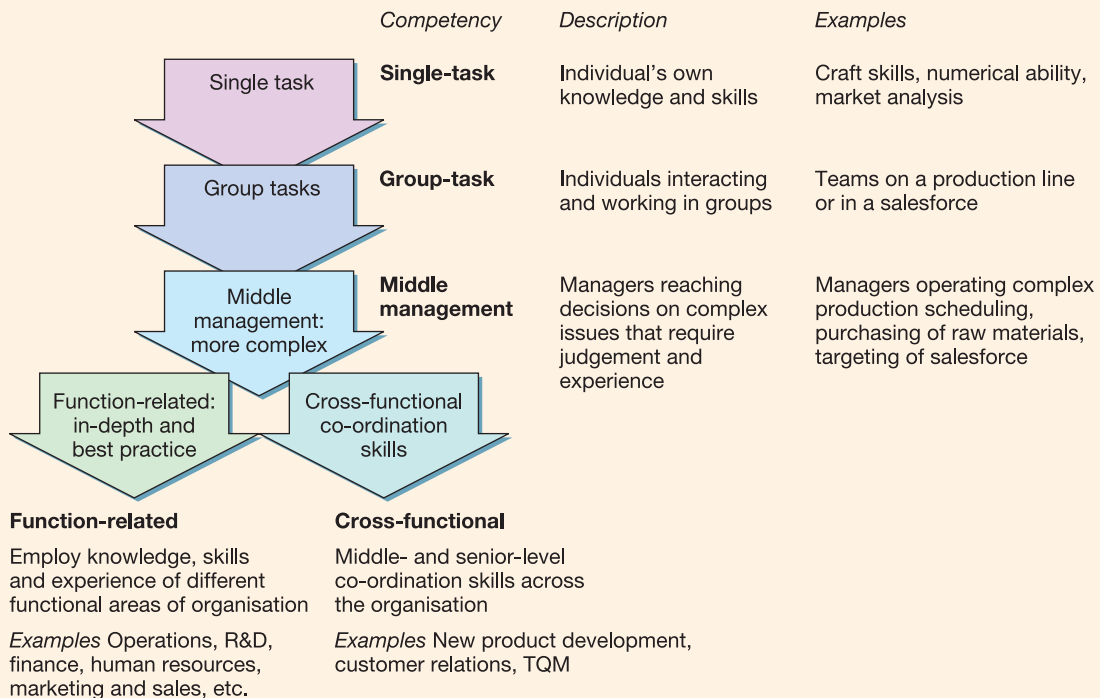 Competency Description Examples
Single task
Single-task
Individual's own
knowledge and skills
Craft skills, numerical ability,
market analysis
Group tasks
Group-task
Individuals interacting
and working in groups
Teams on a production line
or in a salesforce
Middle
management:
more complex
Middle
management
Managers reaching
decisions on complex
issues that require
judgement and
experience
Managers operating complex
production scheduling,
purchasing of raw materials,
targeting of salesforce
Function-related:
in-depth and
best practice
Cross-functional
co-ordination
skills
Function-related
Employ knowledge, skills
and experience of different
functional areas of organisation
Examples Operations, R&D,
finance, human resources,
marketing and sales, etc.
Cross-functional
Middle- and senior-level
co-ordination skills across
the organisation
Examples New product development,
customer relations, TQM